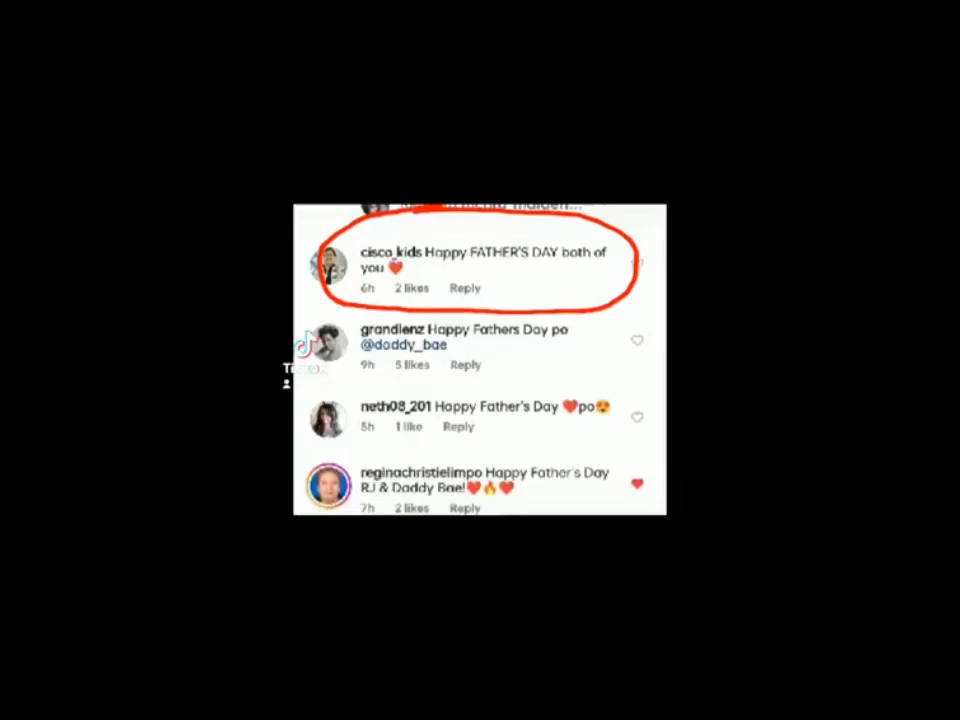 cisco_kids Happy FATHER'S DAY both of
you ❤️
6h 2 likes Reply
grandlenz Happy Fathers Day po
@daddy_bae
9h 5 likes Reply
neth08_201 Happy Father's Day ❤️po😍
5h 1 like Reply
reginachristielimpo Happy Father's Day
RJ & Daddy Bae!❤️🔥❤️
7h 2 likes Reply
TikTok